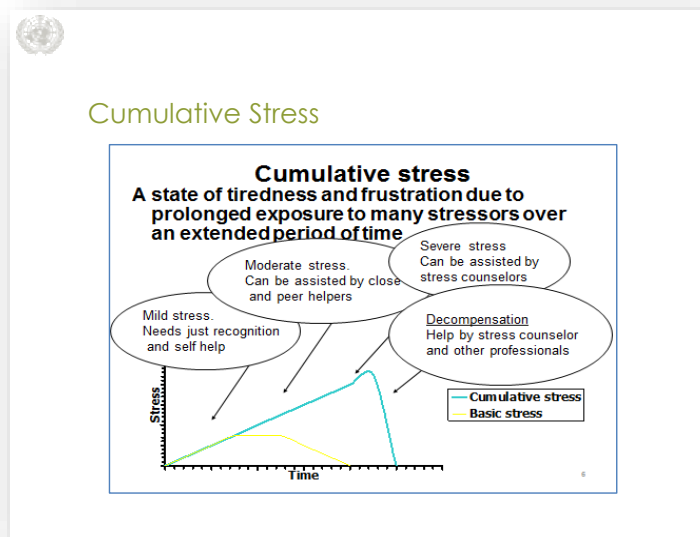 Cumulative Stress
Cumulative stress
A state of tiredness and frustration due to
prolonged exposure to many stressors over
an extended period of time
Severe stress
Can be assisted by
stress counselors
Moderate stress.
Can be assisted by close
and peer helpers
Mild stress.
Needs just recognition
and self help
Decompensation
Help by stress counselor
and other professionals
Stress
Cumulative stress
Basic stress
Time
6